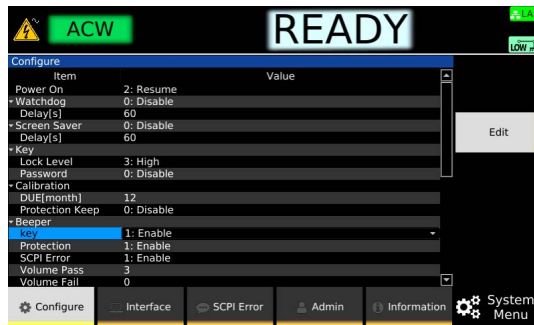 ACW
READY
LA
LOW
Configure
Item Value
Power On 2: Resume
Watchdog 0: Disable
Delay[s] 60
Screen Saver 0: Disable
Delay[s] 60
Key
Lock Level 3: High
Password 0: Disable
Calibration
DUE[month] 12
Protection Keep 0: Disable
Beeper
key 1: Enable
Protection 1: Enable
SCPI Error 1: Enable
Volume Pass 3
Volume Fail 0
Edit
Configure Interface SCPI Error Admin Information System Menu